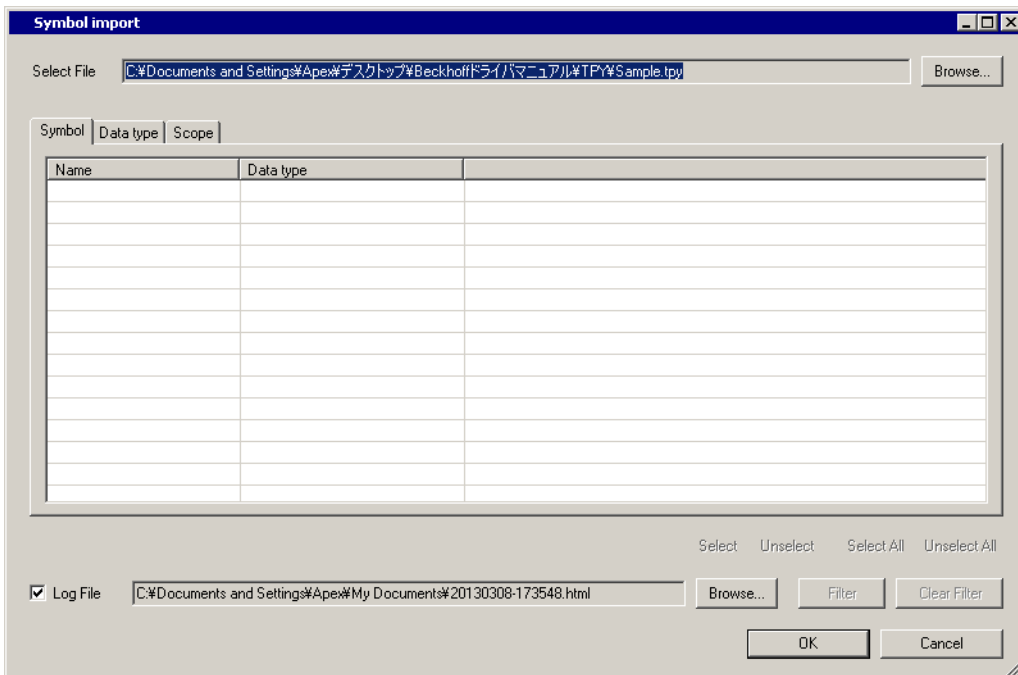 Symbol import
Select File C:¥Documents and Settings¥Apex¥デスクトップ¥Beckhoffドライバマニュアル¥TPY¥Sample.tpy Browse...
Symbol Data type Scope
Name Data type
Select Unselect Select All Unselect All
Log File C:¥Documents and Settings¥Apex¥My Documents¥20130308-173548.html Browse... Filter Clear Filter
OK Cancel